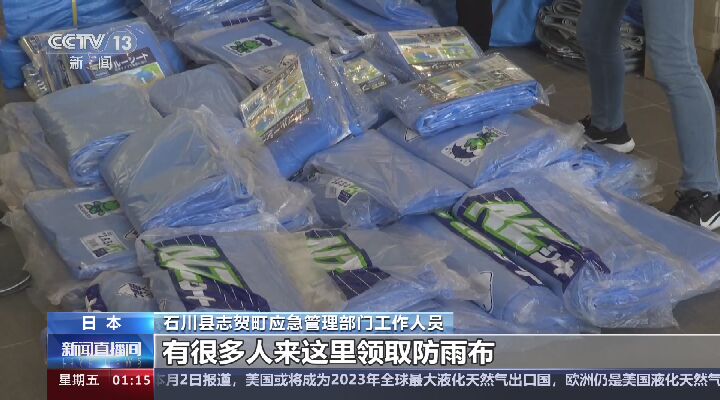 CCTV 13
新闻
日本
石川县志贺町应急管理部门工作人员
新闻直播间
有很多人来这里领取防雨布
星期五 01:15
本月2日报道，美国或将成为2023年全球最大液化天然气出口国，欧洲仍是美国液化天然气